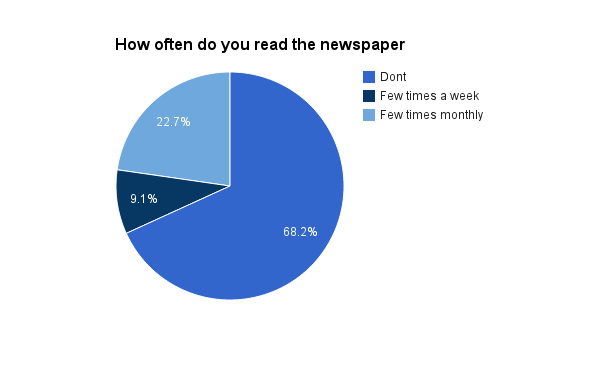 How often do you read the newspaper
Dont
Few times a week
Few times monthly
22.7%
9.1%
68.2%